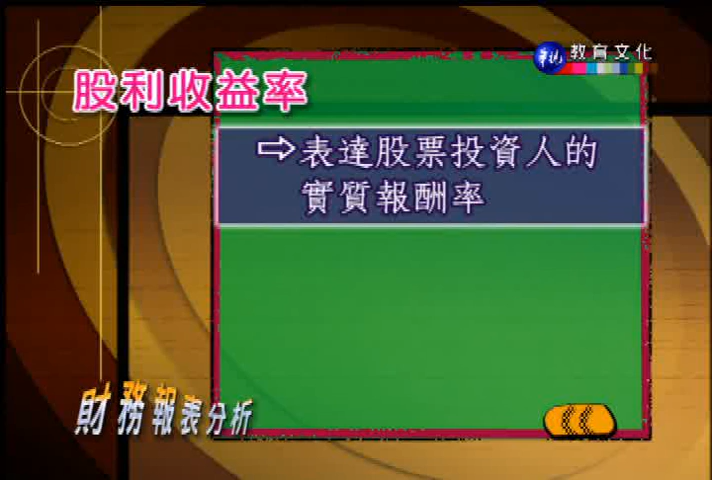 華視 教育文化
股利收益率
⇨表達股票投資人的
實質報酬率
財務報表分析